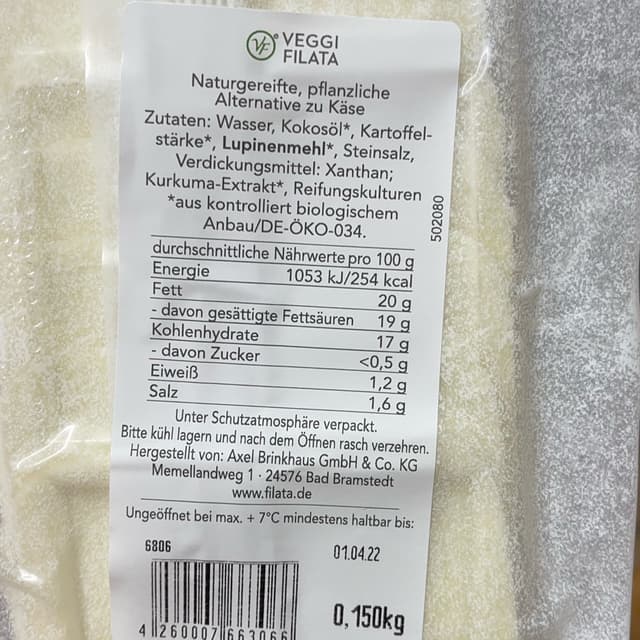 VF VEGGI
FILATA
Naturgereifte, pflanzliche
Alternative zu Käse
Zutaten: Wasser, Kokosöl*, Kartoffel-
stärke*, Lupinenmehl*, Steinsalz,
Verdickungsmittel: Xanthan;
Kurkuma-Extrakt*, Reifungskulturen
*aus kontrolliert biologischem
Anbau/DE-ÖKO-034.
502080
durchschnittliche Nährwerte pro 100 g
Energie 1053 kJ/254 kcal
Fett 20 g
- davon gesättigte Fettsäuren 19 g
Kohlenhydrate 17 g
- davon Zucker <0,5 g
Eiweiß 1,2 g
Salz 1,6 g
Unter Schutzatmosphäre verpackt.
Bitte kühl lagern und nach dem Öffnen rasch verzehren.
Hergestellt von: Axel Brinkhaus GmbH & Co. KG
Memellandweg 1 · 24576 Bad Bramstedt
www.filata.de
Ungeöffnet bei max. + 7°C mindestens haltbar bis:
6806 01.04.22
0,150kg
4 260007 663066